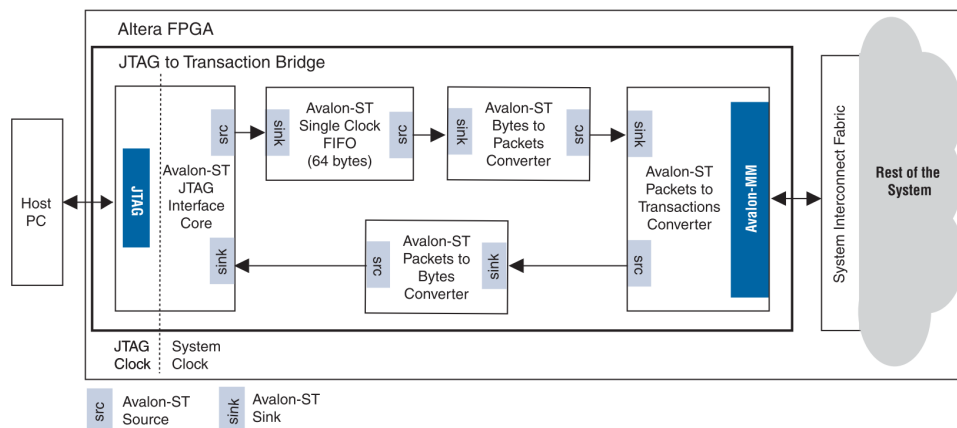 Altera FPGA
JTAG to Transaction Bridge
Host
PC
JTAG
Avalon-ST
JTAG
Interface
Core
src
sink
sink
Avalon-ST
Single Clock
FIFO
(64 bytes)
src
sink
Avalon-ST
Bytes to
Packets
Converter
src
sink
Avalon-ST
Packets to
Transactions
Converter
src
Avalon-MM
src
Avalon-ST
Packets to
Bytes
Converter
sink
System Interconnect Fabric
Rest of the
System
JTAG
Clock
System
Clock
src
Avalon-ST
Source
sink
Avalon-ST
Sink